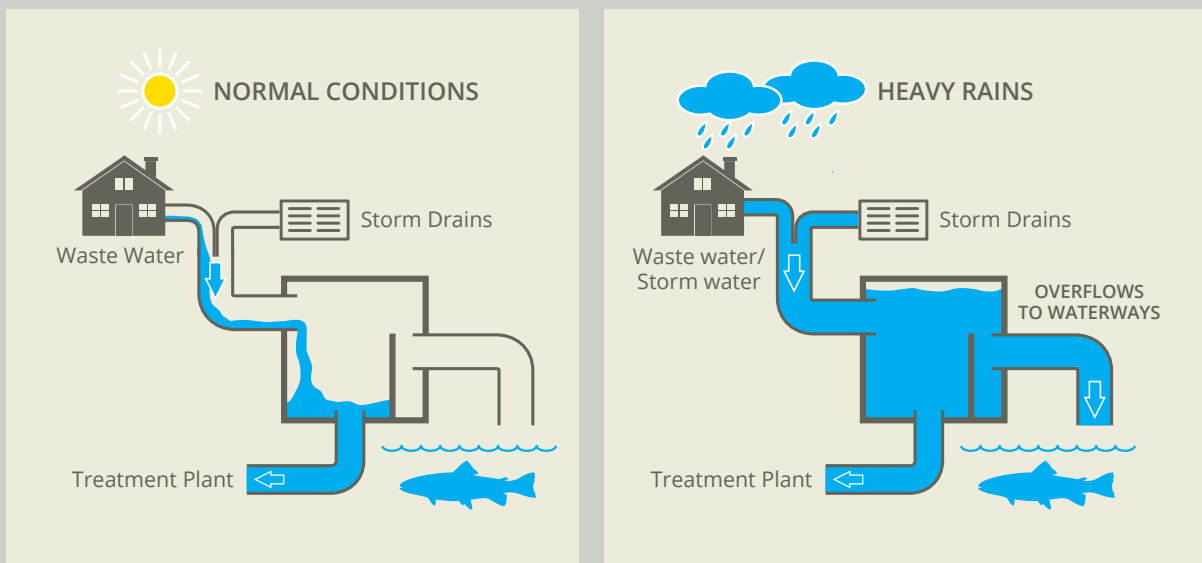 NORMAL CONDITIONS
Storm Drains
Waste Water
Treatment Plant
HEAVY RAINS
Storm Drains
Waste water/
Storm water
OVERFLOWS
TO WATERWAYS
Treatment Plant